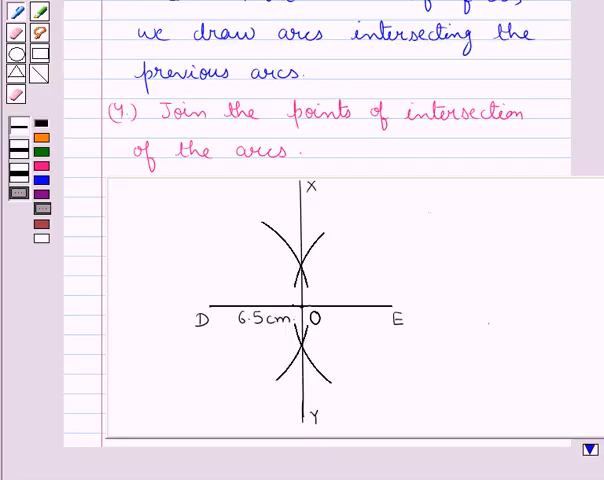 we draw arcs intersecting the
previous arcs.
(4.) Join the points of intersection
of the arcs.
X
D 6.5cm. O E
Y